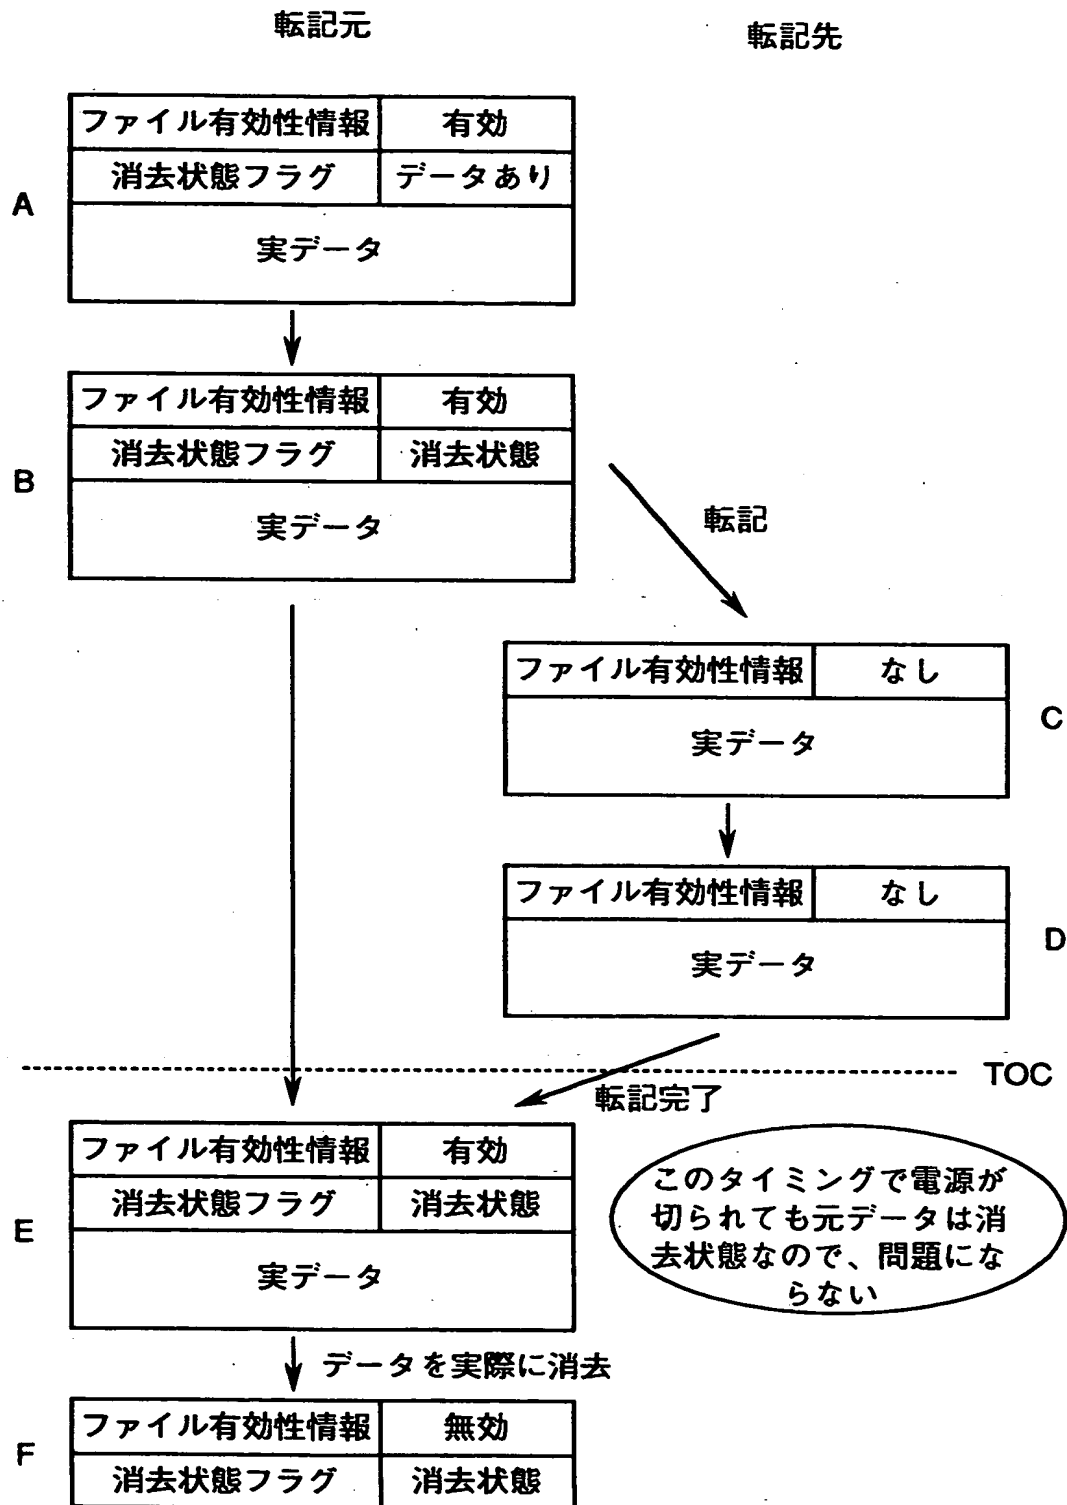 転記元
転記先
ファイル有効性情報 有効
消去状態フラグ データあり
A
実データ
ファイル有効性情報 有効
消去状態フラグ 消去状態
B
実データ
転記
ファイル有効性情報 なし
C
実データ
ファイル有効性情報 なし
D
実データ
TOC
転記完了
ファイル有効性情報 有効
消去状態フラグ 消去状態
E
実データ
このタイミングで電源が
切られても元データは消
去状態なので、問題にな
らない
データを実際に消去
ファイル有効性情報 無効
F
消去状態フラグ 消去状態